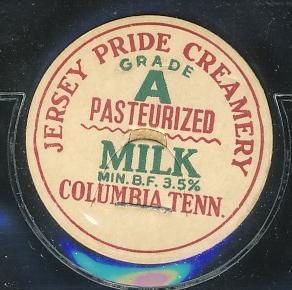 JERSEY PRIDE CREAMERY
GRADE
A
PASTEURIZED
MILK
MIN. B.F. 3.5%
COLUMBIA TENN.